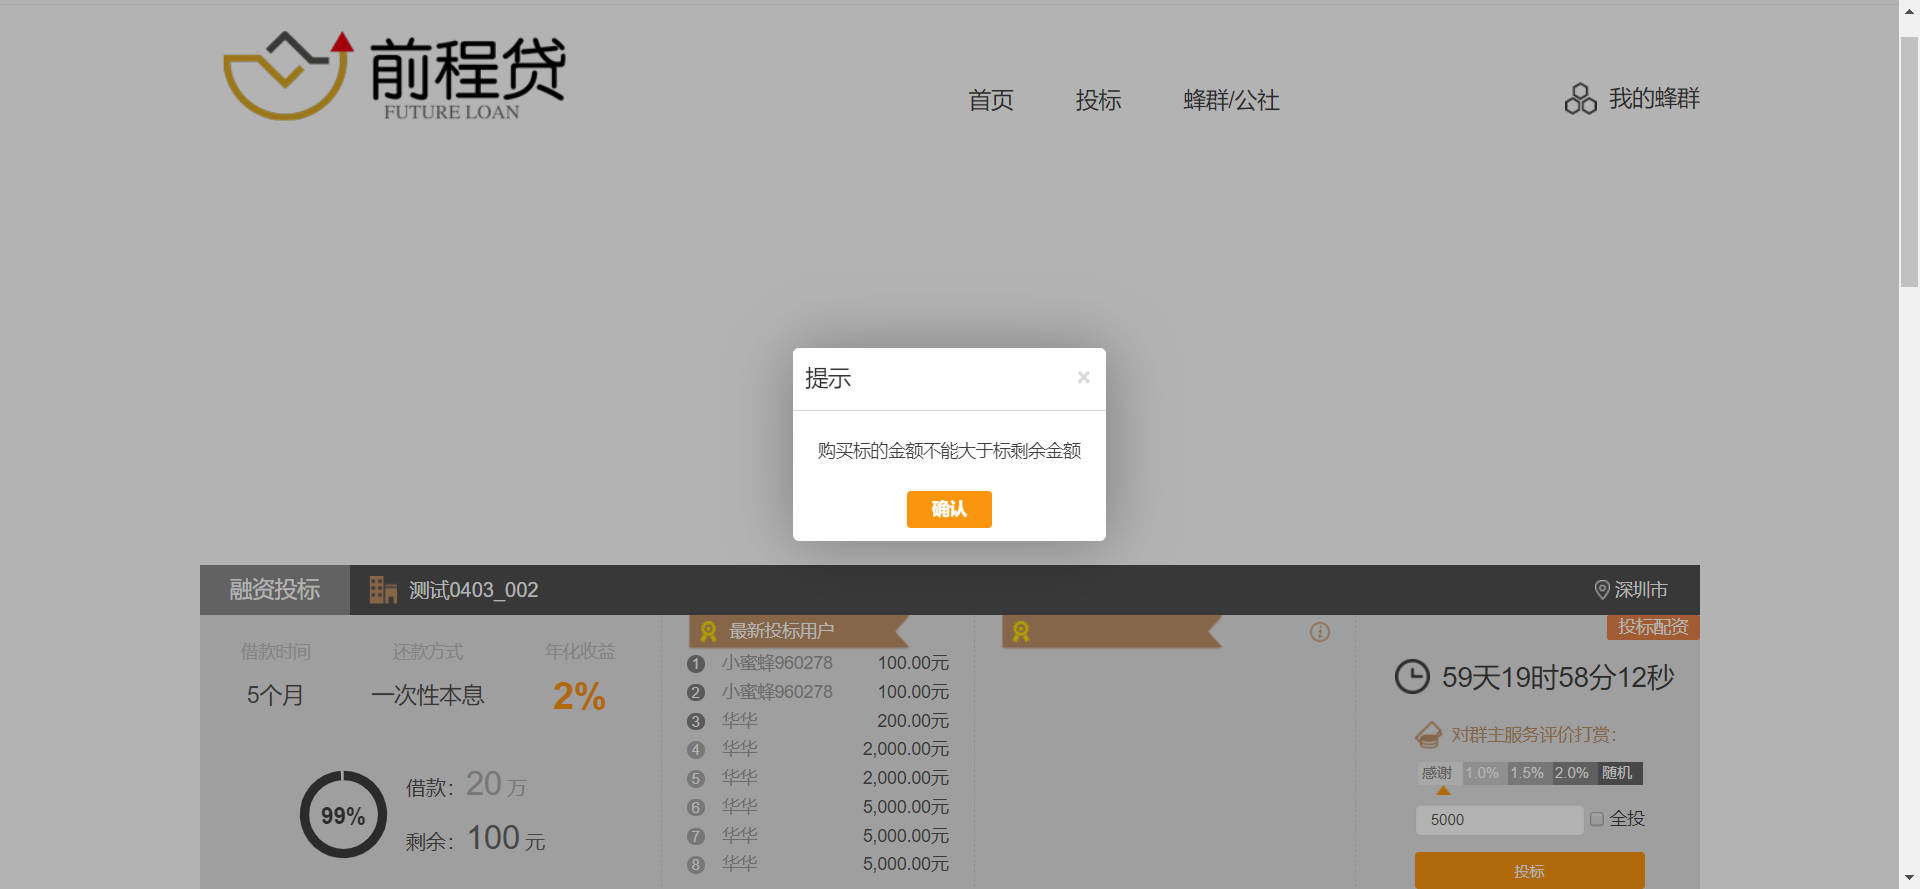 前程贷
FUTURE LOAN
首页
投标
蜂群/公社
我的蜂群
提示
×
购买标的金额不能大于标剩余金额
确认
融资投标
测试0403_002
深圳市
借款时间
还款方式
年化收益
5个月
一次性本息
2%
99%
借款：20 万
剩余：100 元
最新投标用户
1 小蜜蜂960278 100.00元
2 小蜜蜂960278 100.00元
3 华华 200.00元
4 华华 2,000.00元
5 华华 2,000.00元
6 华华 5,000.00元
7 华华 5,000.00元
8 华华 5,000.00元
投标配资
59天19时58分12秒
对群主服务评价打赏：
感谢 1.0% 1.5% 2.0% 随机
5000
全投
投标